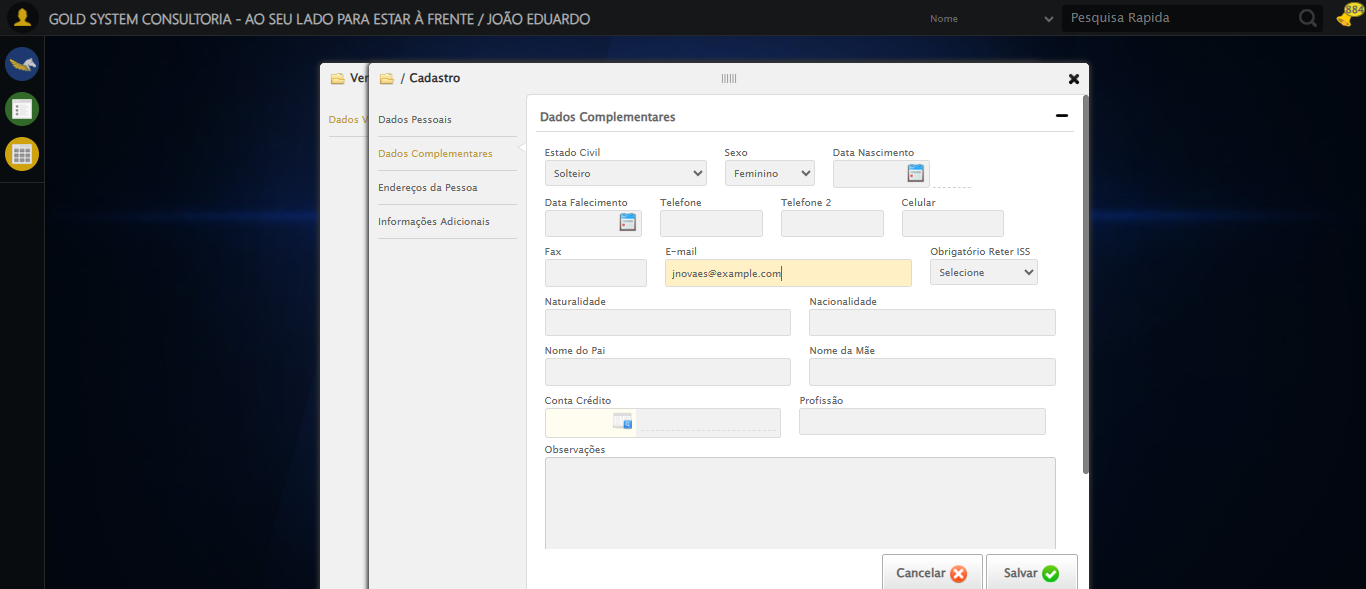 GOLD SYSTEM CONSULTORIA - AO SEU LADO PARA ESTAR À FRENTE / JOÃO EDUARDO
Nome
Pesquisa Rapida
884
Ver
/ Cadastro
Dados V
Dados Pessoais
Dados Complementares
Endereços da Pessoa
Informações Adicionais
Dados Complementares
Estado Civil Sexo Data Nascimento
Solteiro Feminino
Data Falecimento Telefone Telefone 2 Celular
Fax E-mail Obrigatório Reter ISS
jnovaes@example.com Selecione
Naturalidade Nacionalidade
Nome do Pai Nome da Mãe
Conta Crédito Profissão
Observações
Cancelar Salvar